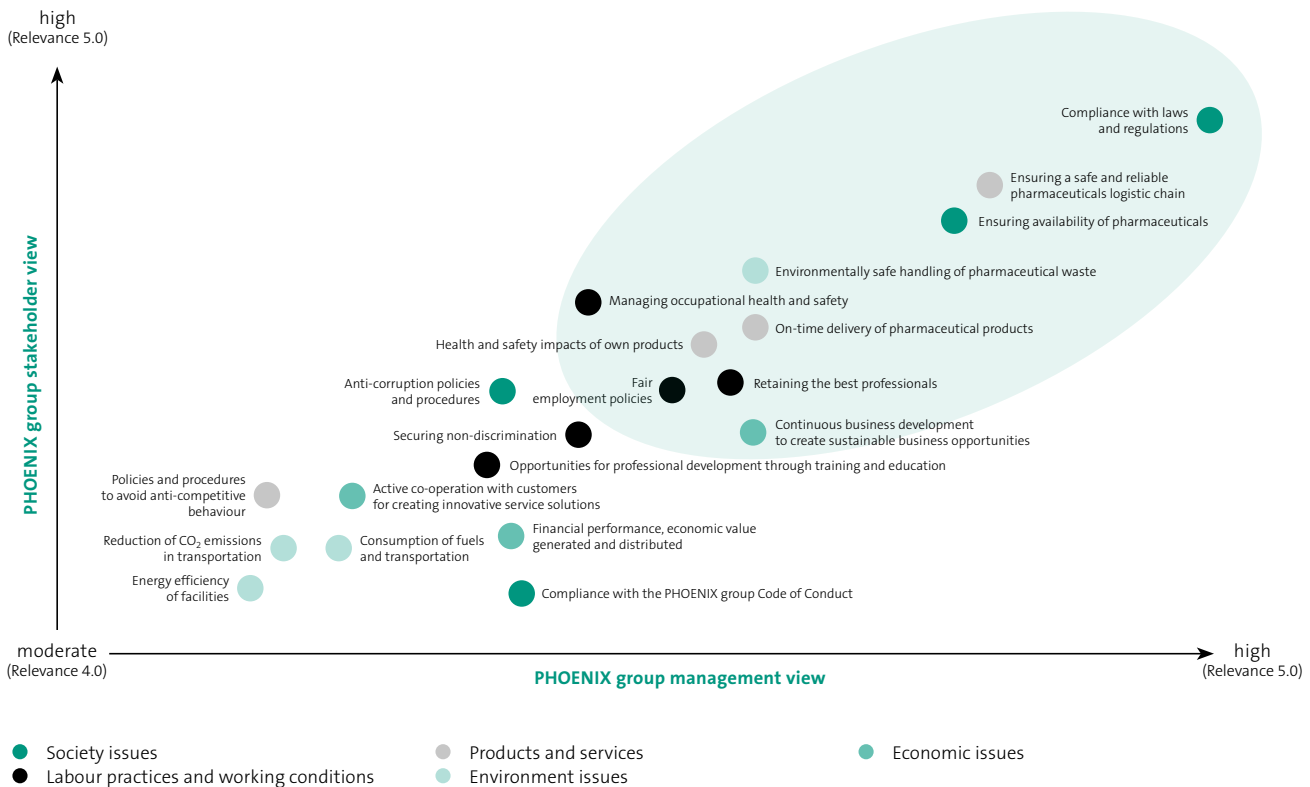 high
(Relevance 5.0)
Compliance with laws
and regulations
Ensuring a safe and reliable
pharmaceuticals logistic chain
Ensuring availability of pharmaceuticals
Environmentally safe handling of pharmaceutical waste
Managing occupational health and safety
On-time delivery of pharmaceutical products
Health and safety impacts of own products
Anti-corruption policies
and procedures
Fair
employment policies
Retaining the best professionals
Continuous business development
to create sustainable business opportunities
Securing non-discrimination
Opportunities for professional development through training and education
Policies and procedures
to avoid anti-competitive
behaviour
Active co-operation with customers
for creating innovative service solutions
Financial performance, economic value
generated and distributed
Reduction of CO₂ emissions
in transportation
Consumption of fuels
and transportation
Energy efficiency
of facilities
Compliance with the PHOENIX group Code of Conduct
PHOENIX group stakeholder view
moderate
(Relevance 4.0)
high
(Relevance 5.0)
PHOENIX group management view
Society issues
Labour practices and working conditions
Products and services
Environment issues
Economic issues